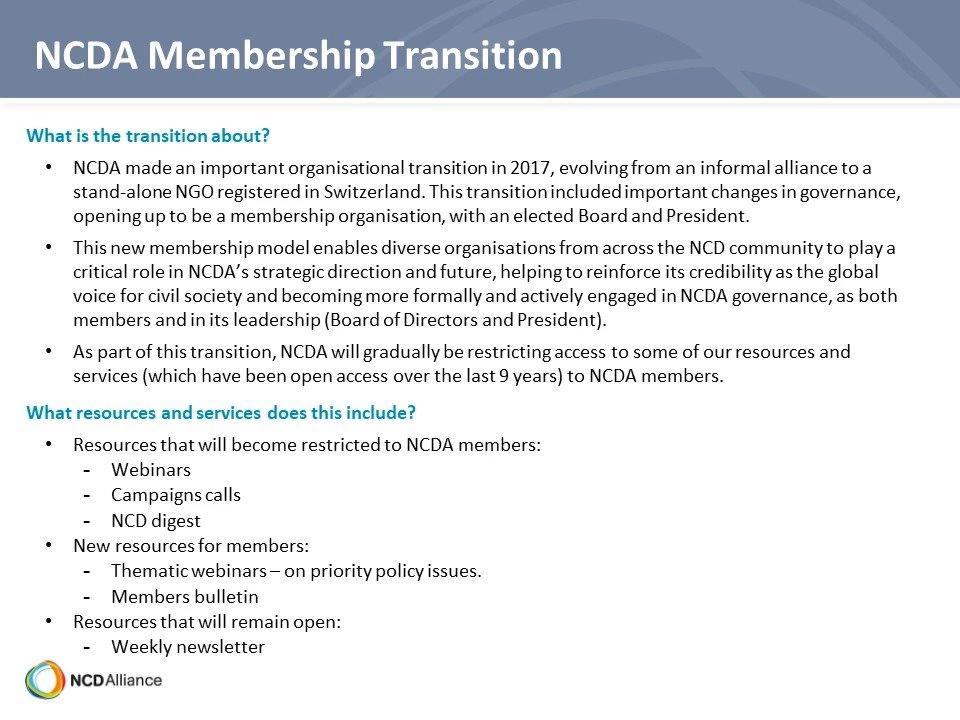 NCDA Membership Transition
What is the transition about?
• NCDA made an important organisational transition in 2017, evolving from an informal alliance to a
stand-alone NGO registered in Switzerland. This transition included important changes in governance,
opening up to be a membership organisation, with an elected Board and President.
• This new membership model enables diverse organisations from across the NCD community to play a
critical role in NCDA’s strategic direction and future, helping to reinforce its credibility as the global
voice for civil society and becoming more formally and actively engaged in NCDA governance, as both
members and in its leadership (Board of Directors and President).
• As part of this transition, NCDA will gradually be restricting access to some of our resources and
services (which have been open access over the last 9 years) to NCDA members.
What resources and services does this include?
• Resources that will become restricted to NCDA members:
- Webinars
- Campaigns calls
- NCD digest
• New resources for members:
- Thematic webinars – on priority policy issues.
- Members bulletin
• Resources that will remain open:
- Weekly newsletter
NCD Alliance